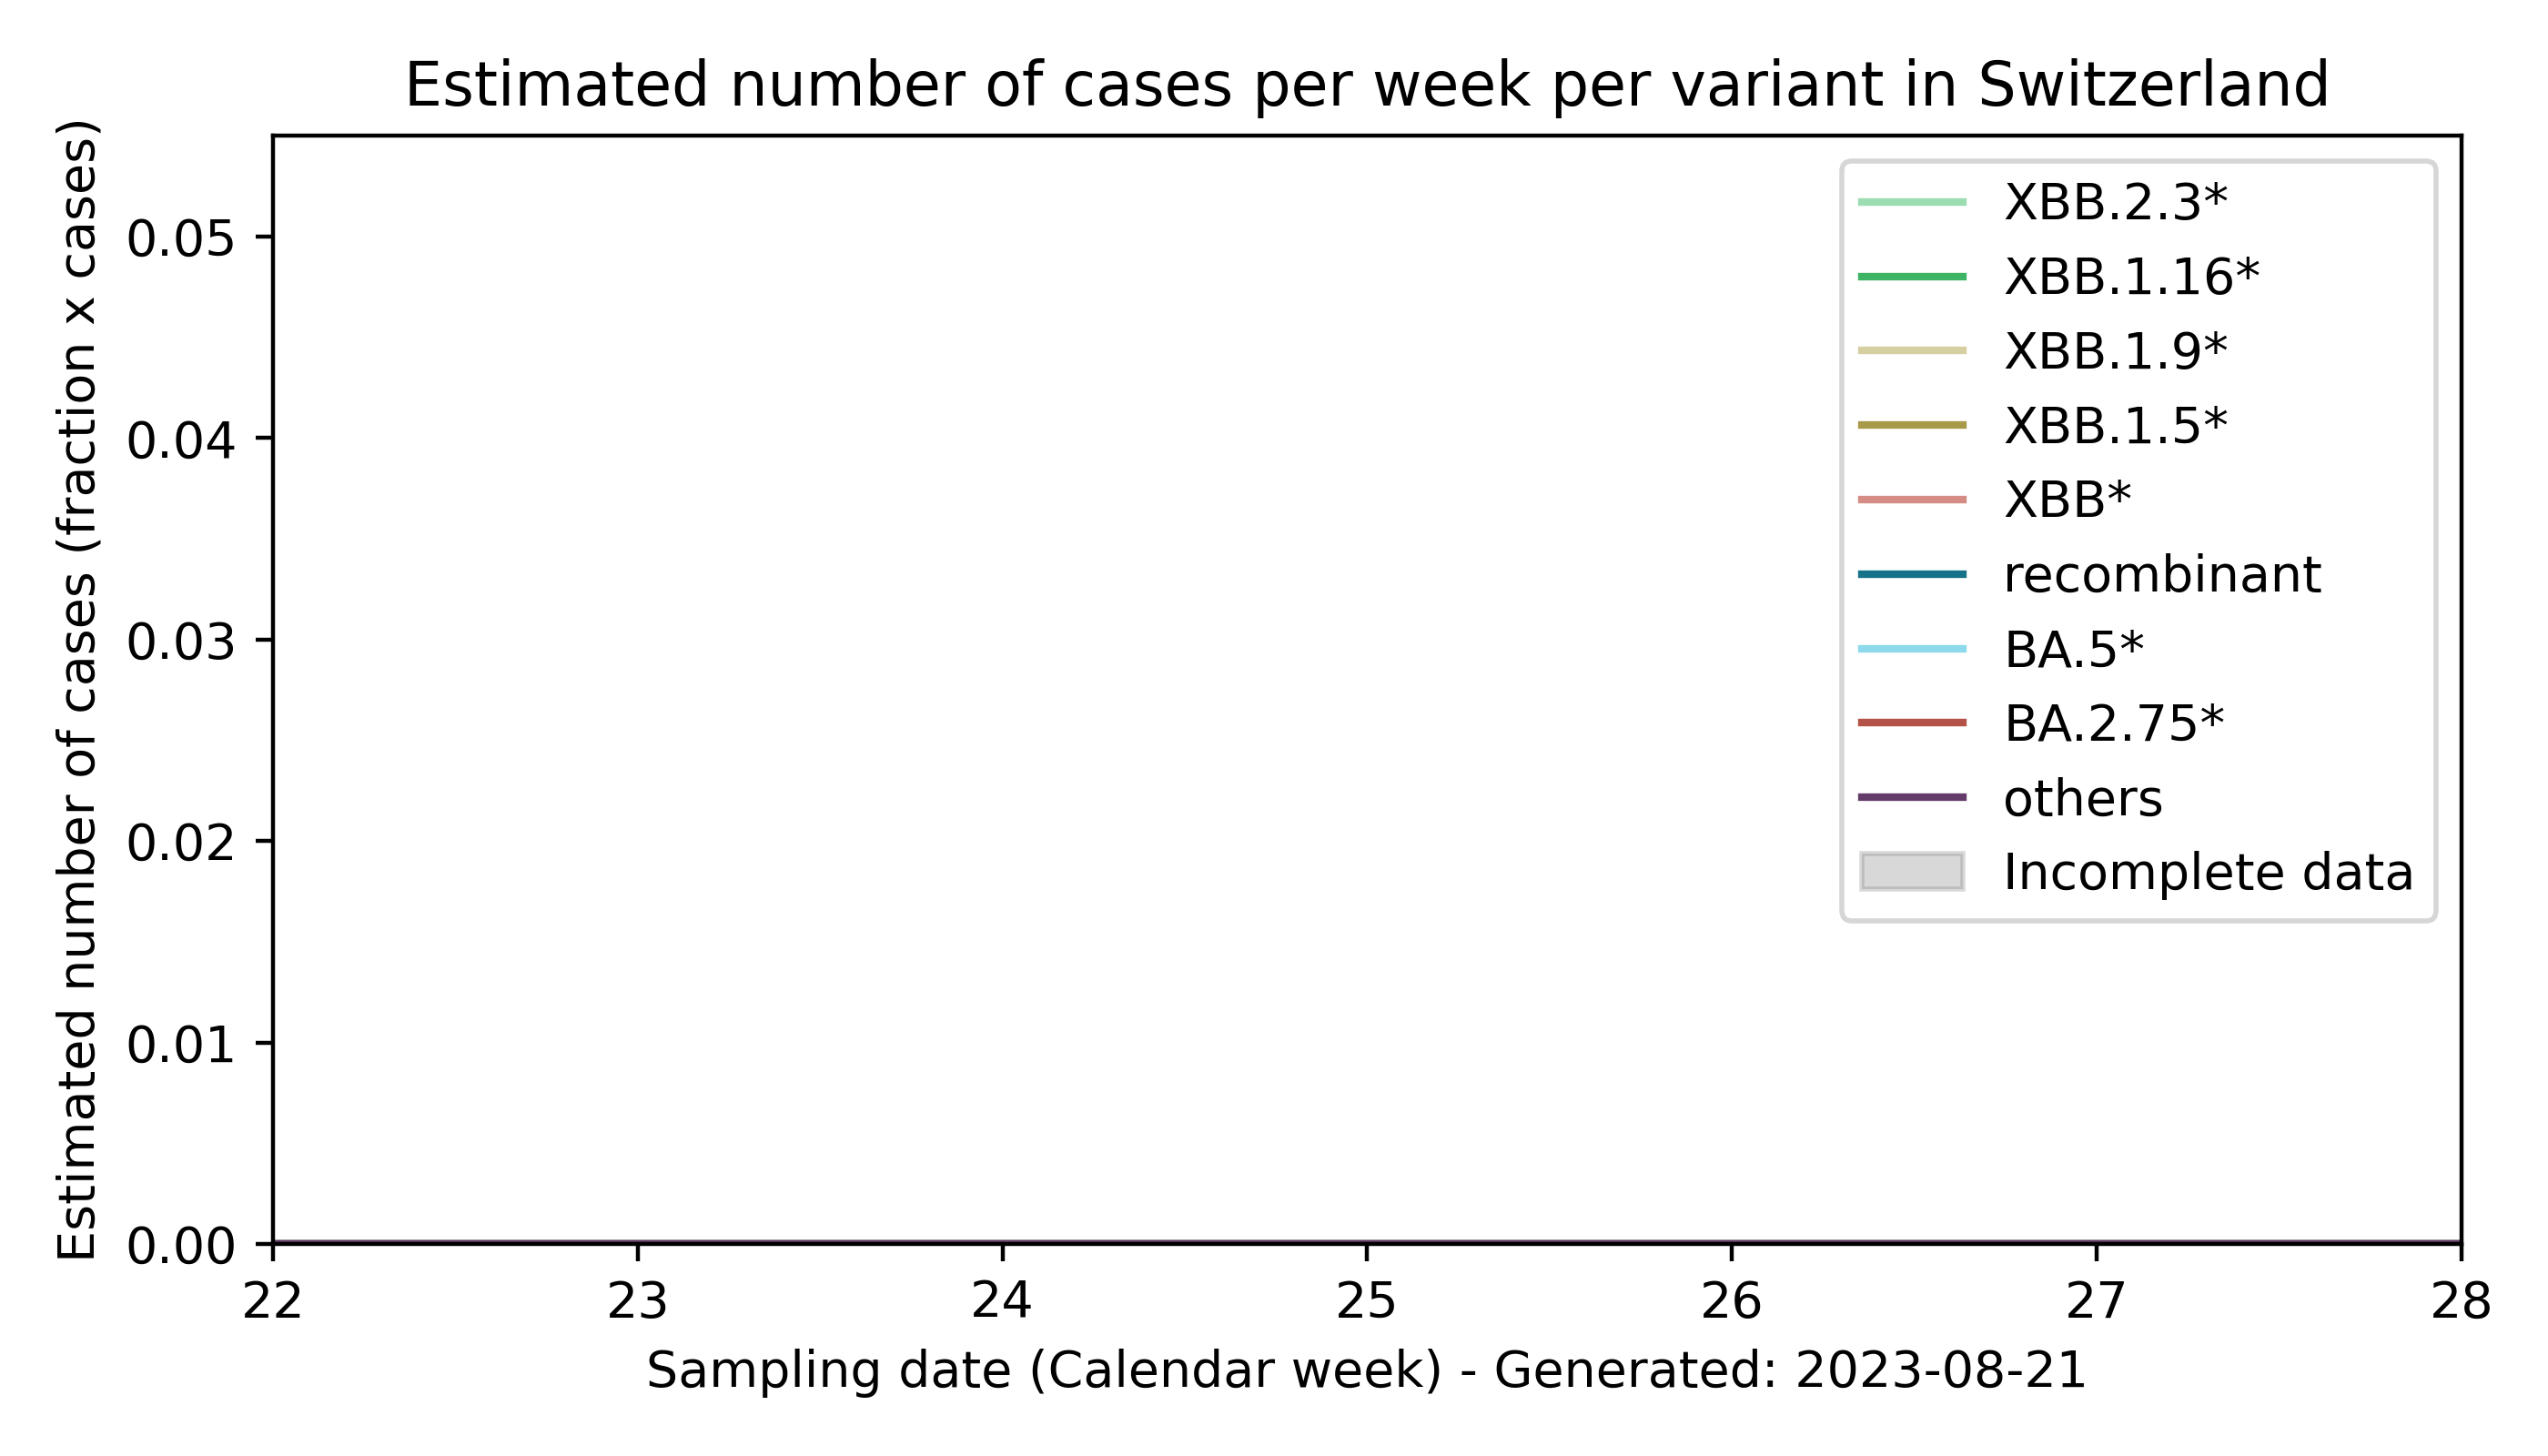 Estimated number of cases per week per variant in Switzerland
Estimated number of cases (fraction x cases)
0.05
0.04
0.03
0.02
0.01
0.00
XBB.2.3*
XBB.1.16*
XBB.1.9*
XBB.1.5*
XBB*
recombinant
BA.5*
BA.2.75*
others
Incomplete data
22 23 24 25 26 27 28
Sampling date (Calendar week) - Generated: 2023-08-21